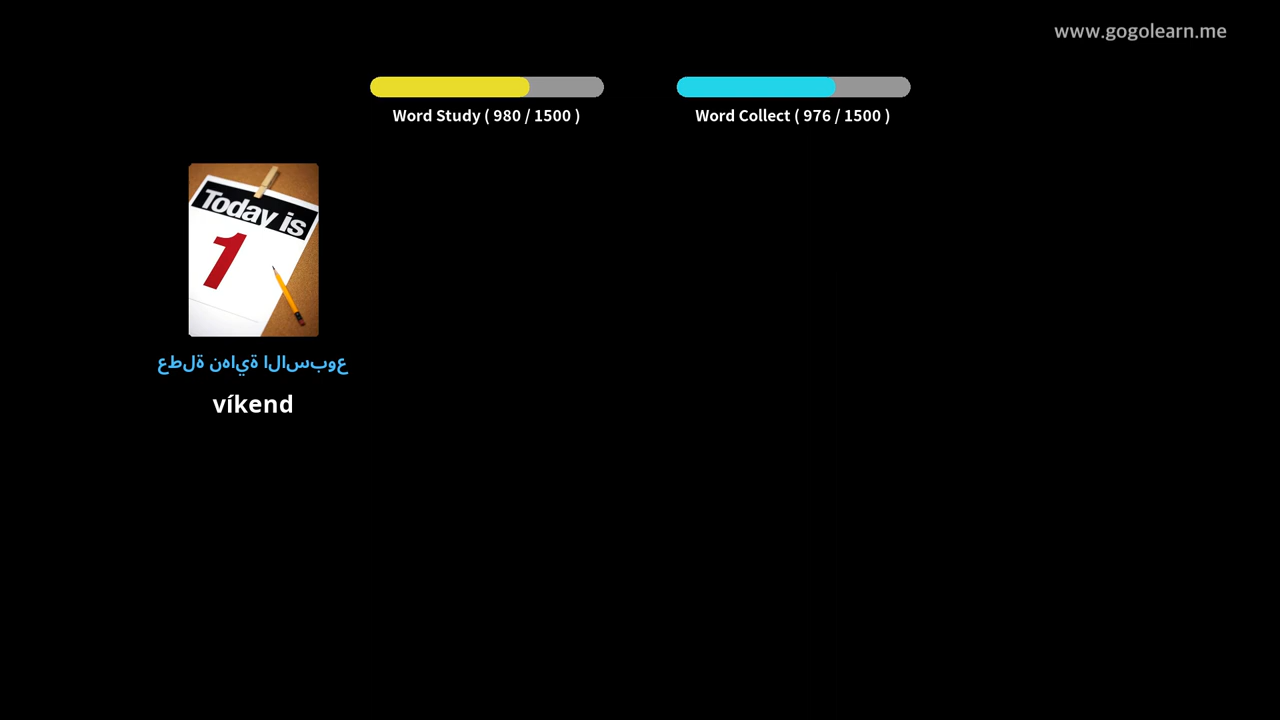 www.gogolearn.me
Word Study ( 980 / 1500 )
Word Collect ( 976 / 1500 )
Today is
1
عطلة نهاية الاسبوع
víkend